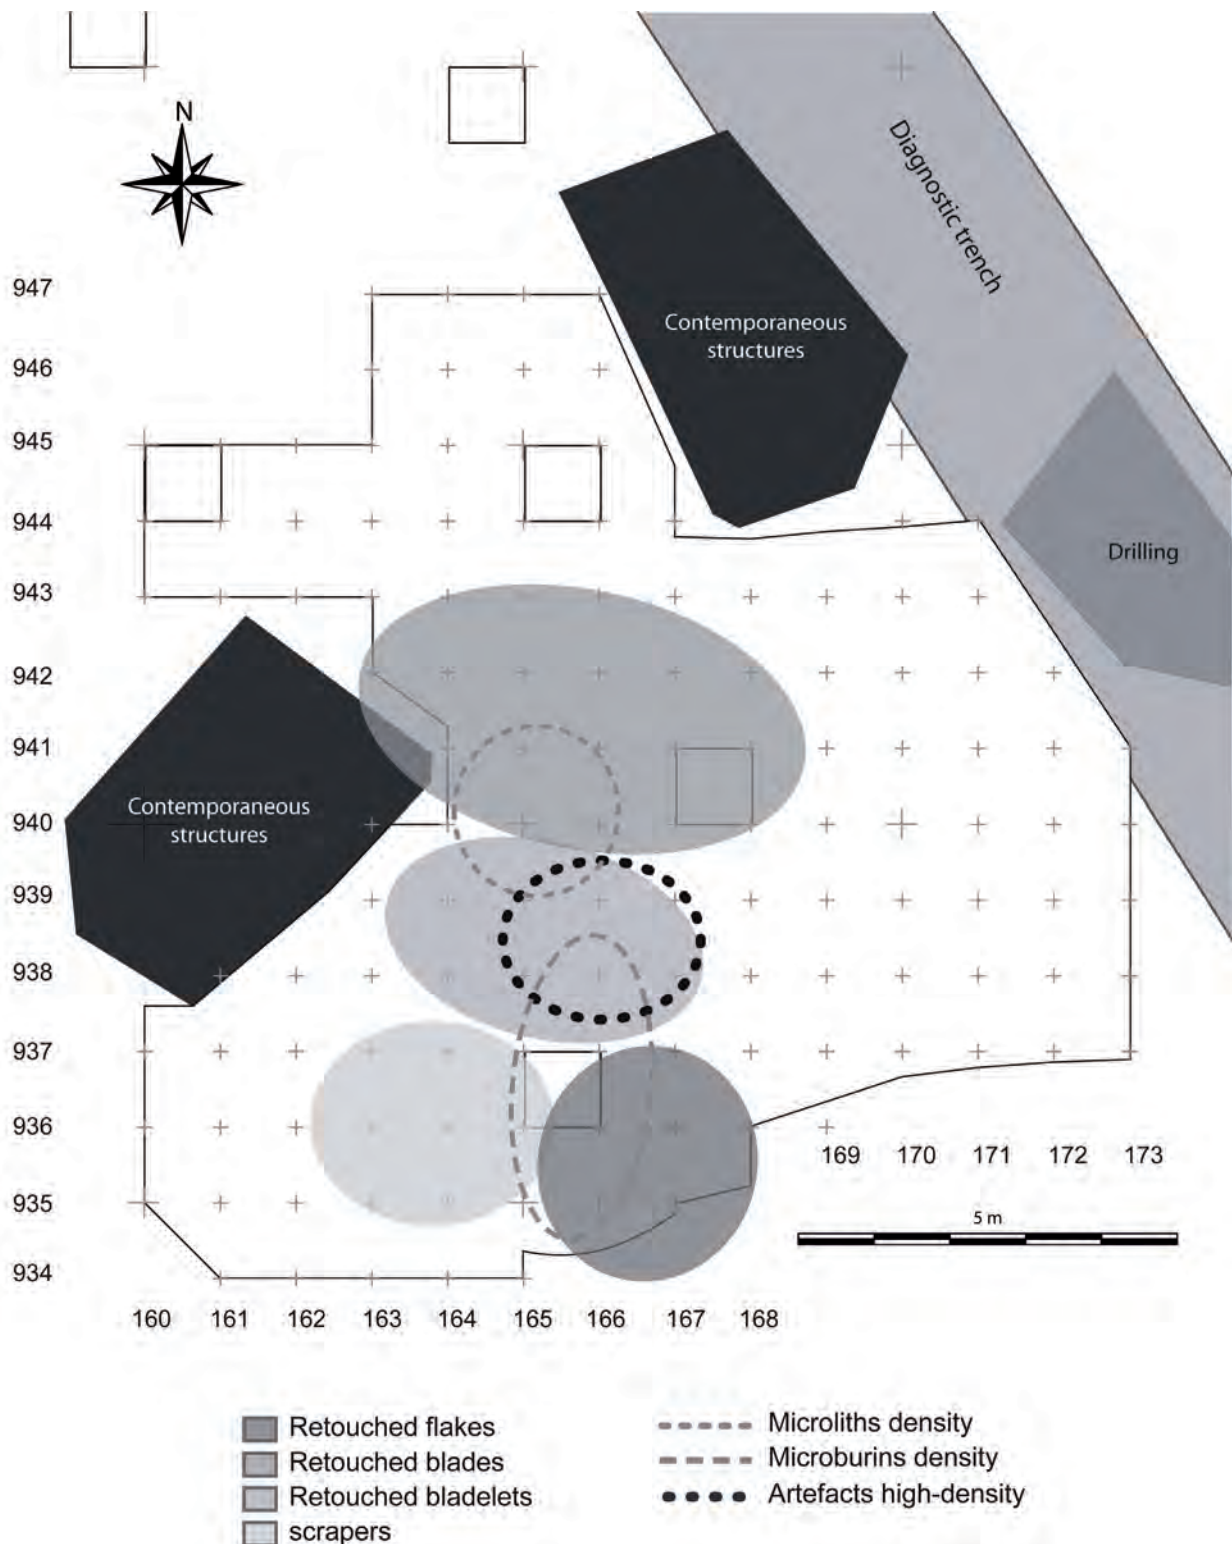 N
Diagnostic trench
947
Contemporaneous
structures
946
945
944
Drilling
943
942
941
Contemporaneous
structures
940
939
938
937
936
169 170 171 172 173
935
5 m
934
160 161 162 163 164 165 166 167 168
Retouched flakes
Retouched blades
Retouched bladelets
scrapers
Microliths density
Microburins density
Artefacts high-density